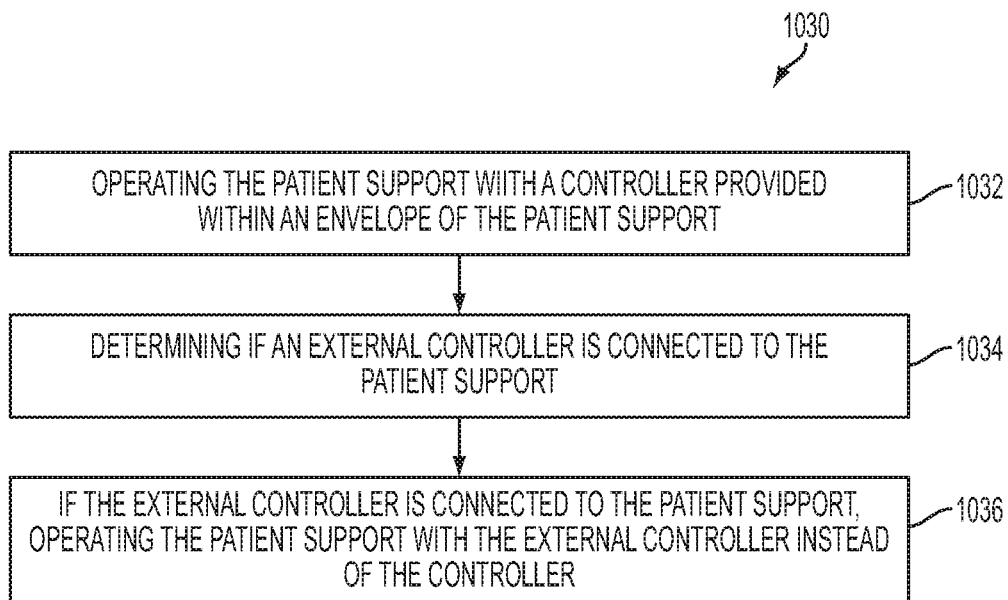 1030
OPERATING THE PATIENT SUPPORT WITH A CONTROLLER PROVIDED
WITHIN AN ENVELOPE OF THE PATIENT SUPPORT
1032
DETERMINING IF AN EXTERNAL CONTROLLER IS CONNECTED TO THE
PATIENT SUPPORT
1034
IF THE EXTERNAL CONTROLLER IS CONNECTED TO THE PATIENT SUPPORT,
OPERATING THE PATIENT SUPPORT WITH THE EXTERNAL CONTROLLER INSTEAD
OF THE CONTROLLER
1036